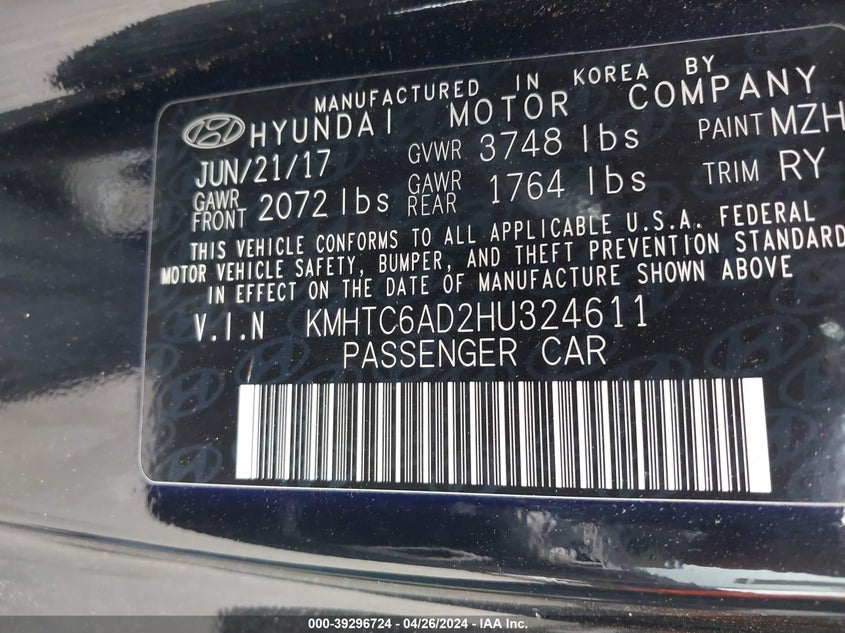 MANUFACTURED IN KOREA BY
HYUNDAI MOTOR COMPANY
JUN/21/17 GVWR 3748 lbs PAINT MZH
GAWR FRONT 2072 lbs GAWR REAR 1764 lbs TRIM RY
THIS VEHICLE CONFORMS TO ALL APPLICABLE U.S.A. FEDERAL
MOTOR VEHICLE SAFETY, BUMPER, AND THEFT PREVENTION STANDARD
IN EFFECT ON THE DATE OF MANUFACTURE SHOWN ABOVE
V.I.N KMHTC6AD2HU324611
PASSENGER CAR
000-39296724 - 04/26/2024 - IAA Inc.